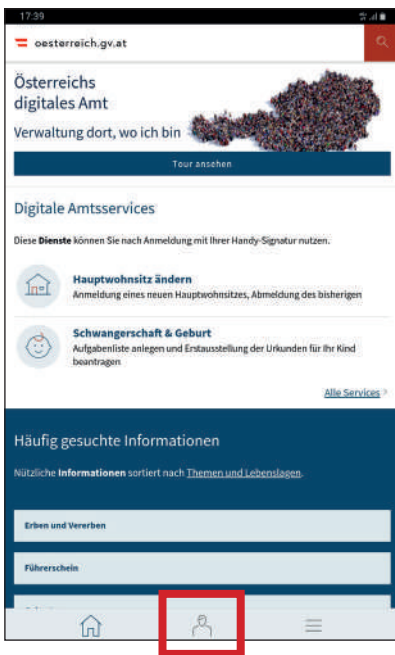 17:39
oesterreich.gv.at
Österreichs
digitales Amt
Verwaltung dort, wo ich bin
Tour ansehen
Digitale Amtsservices
Diese Dienste können Sie nach Anmeldung mit Ihrer Handy-Signatur nutzen.
Hauptwohnsitz ändern
Anmeldung eines neuen Hauptwohnsitzes, Abmeldung des bisherigen
Schwangerschaft & Geburt
Aufgabenliste anlegen und Erstausstellung der Urkunden für Ihr Kind
beantragen
Alle Services >
Häufig gesuchte Informationen
Nützliche Informationen sortiert nach Themen und Lebenslagen.
Erben und Vererben
Führerschein